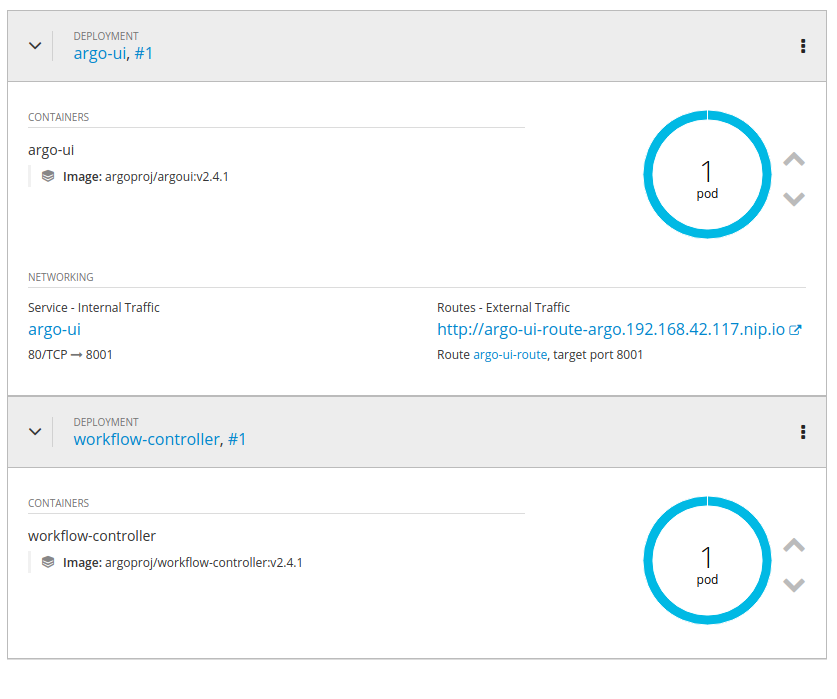 DEPLOYMENT
argo-ui, #1
CONTAINERS
argo-ui
Image: argoproj/argoui:v2.4.1
1
pod
NETWORKING
Service - Internal Traffic
argo-ui
80/TCP → 8001
Routes - External Traffic
http://argo-ui-route-argo.192.168.42.117.nip.io
Route argo-ui-route, target port 8001
DEPLOYMENT
workflow-controller, #1
CONTAINERS
workflow-controller
Image: argoproj/workflow-controller:v2.4.1
1
pod